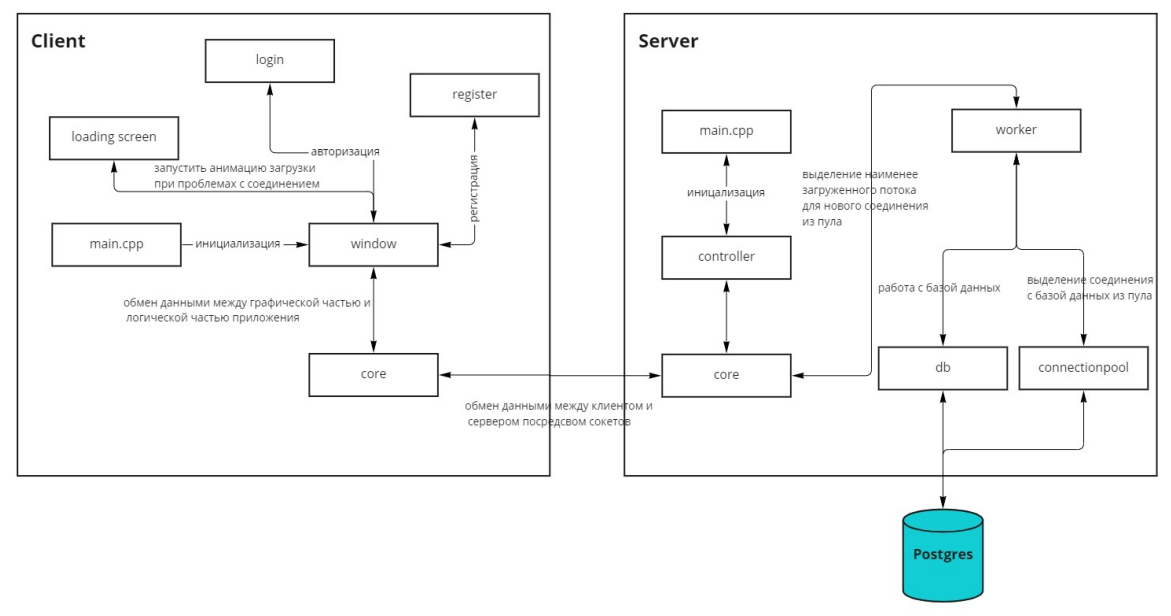 Client
login
register
loading screen
авторизация
запустить анимацию загрузки
при проблемах с соединением
регистрация
main.cpp
инициализация
window
обмен данными между графической частью и
логической частью приложения
core
обмен данными между клиентом и
сервером посредсвом сокетов
Server
main.cpp
worker
иницализация
выделение наименее
загруженного потока
для нового соединения
из пула
controller
работа с базой данных
выделение соединения
с базой данных из пула
core
db
connectionpool
Postgres